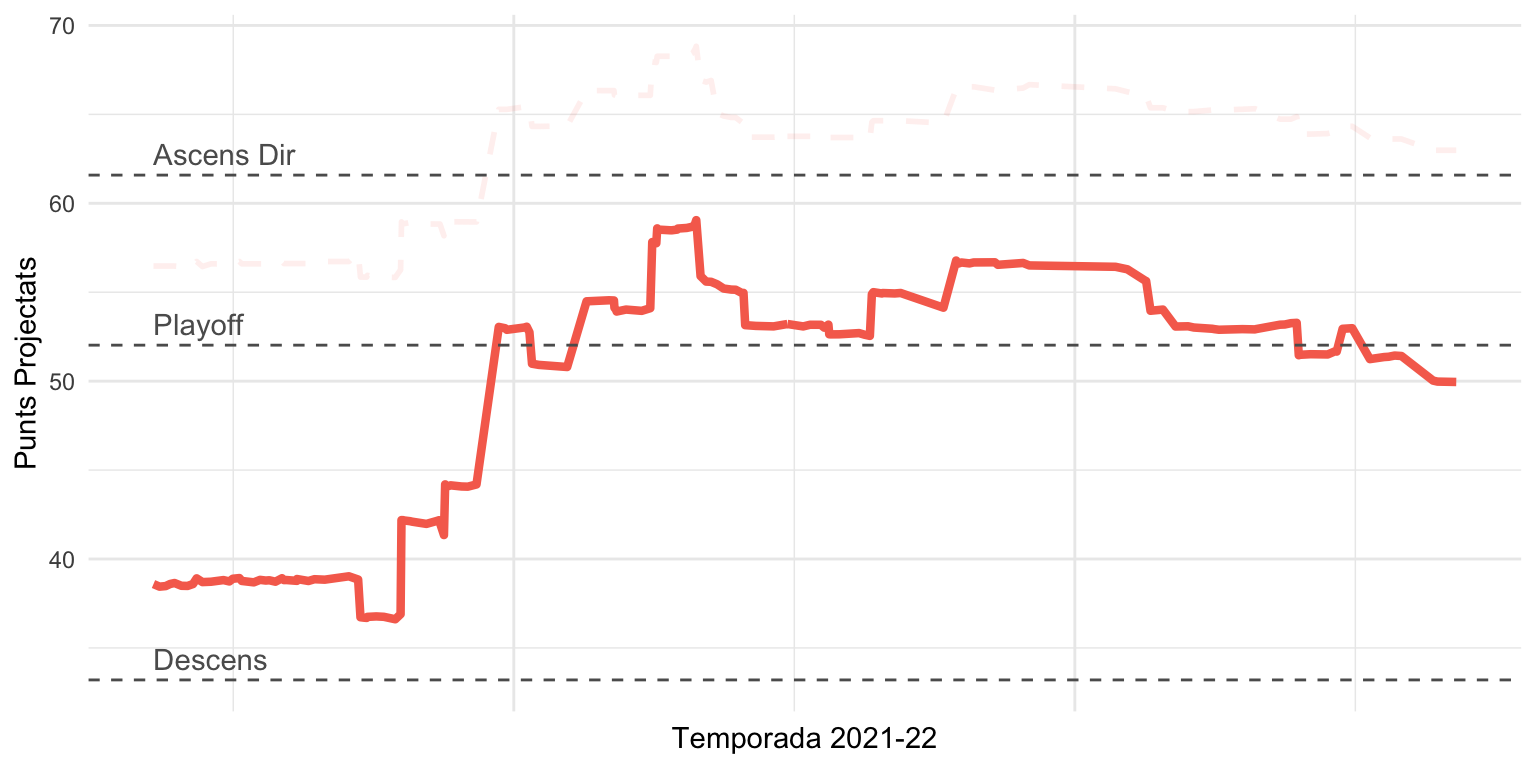 70
60
50
40
Punts Projectats
Ascens Dir
Playoff
Descens
Temporada 2021-22